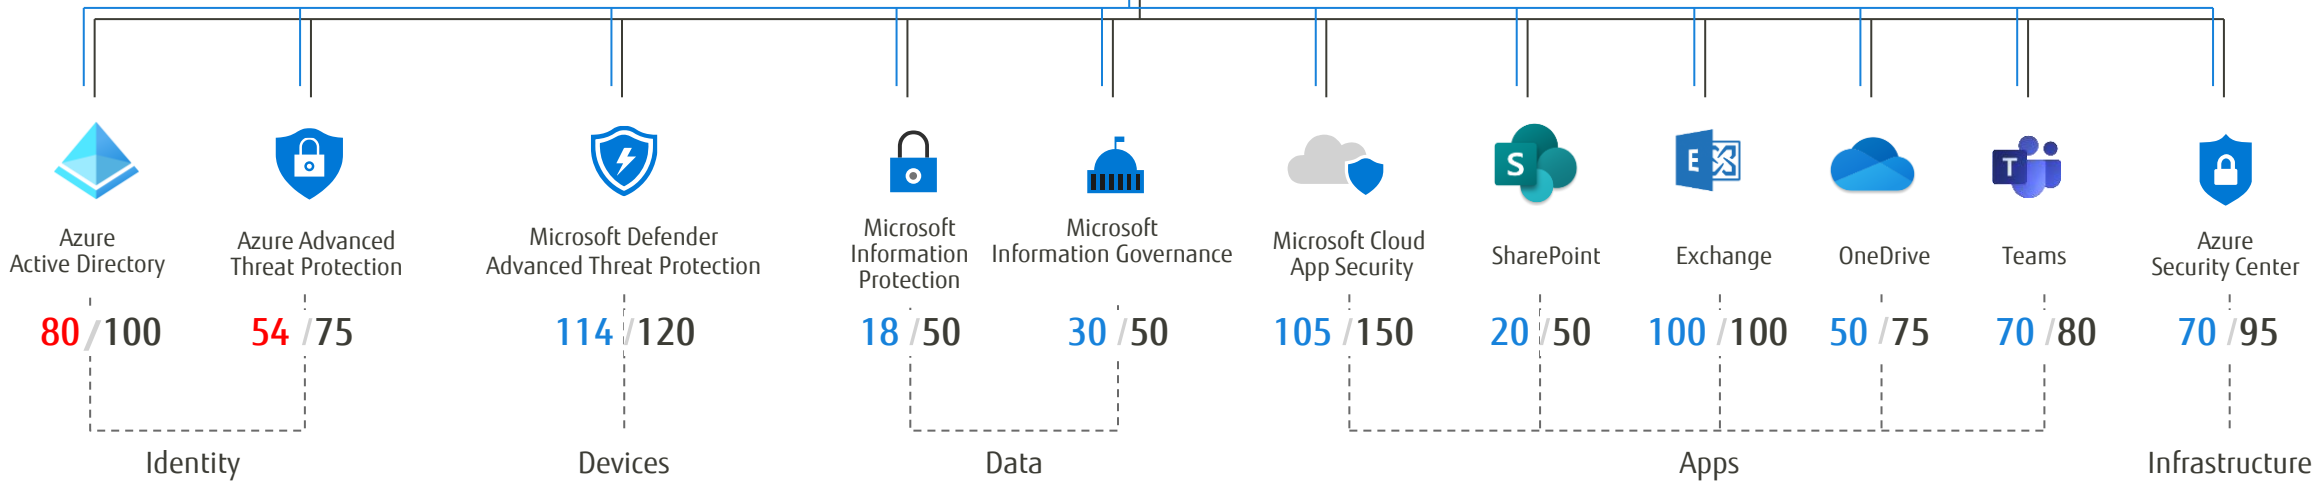 S
E
T
Azure
Active Directory
Azure Advanced
Threat Protection
Microsoft Defender
Advanced Threat Protection
Microsoft
Information
Protection
Microsoft
Information Governance
Microsoft Cloud
App Security
SharePoint
Exchange
OneDrive
Teams
Azure
Security Center
80/100
54/75
114/120
18/50
30/50
105/150
20/50
100/100
50/75
70/80
70/95
Identity
Devices
Data
Apps
Infrastructure